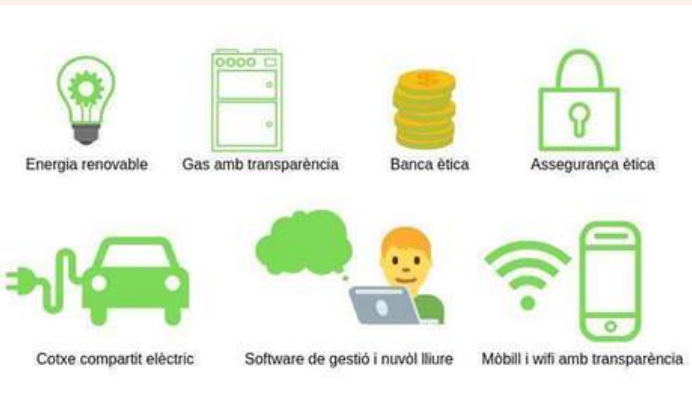 Energia renovable
Gas amb transparència
Banca ètica
Assegurança ètica
Cotxe compartit elèctric
Software de gestió i nuvòl lliure
Mòbill i wifi amb transparència